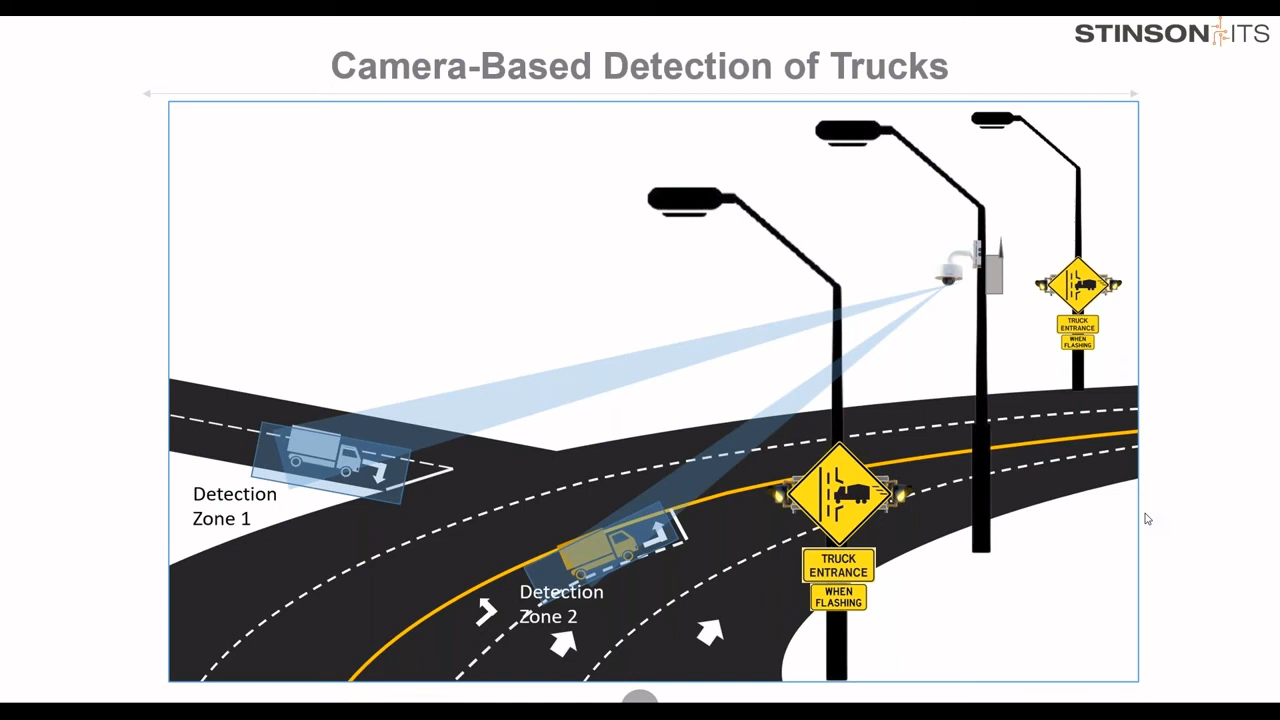 STINSON ITS
Camera-Based Detection of Trucks
TRUCK
ENTRANCE
WHEN
FLASHING
Detection
Zone 1
TRUCK
ENTRANCE
WHEN
FLASHING
Detection
Zone 2